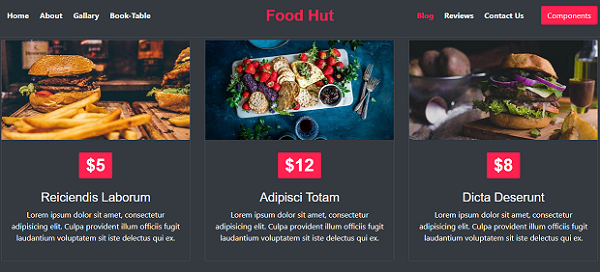 Home About Gallary Book-Table Food Hut Blog Reviews Contact Us Components
$5
Reiciendis Laborum
Lorem ipsum dolor sit amet, consectetur
adipisicing elit. Culpa provident illum officiis fugit
laudantium voluptatem sit iste delectus qui ex.
$12
Adipisci Totam
Lorem ipsum dolor sit amet, consectetur
adipisicing elit. Culpa provident illum officiis fugit
laudantium voluptatem sit iste delectus qui ex.
$8
Dicta Deserunt
Lorem ipsum dolor sit amet, consectetur
adipisicing elit. Culpa provident illum officiis fugit
laudantium voluptatem sit iste delectus qui ex.